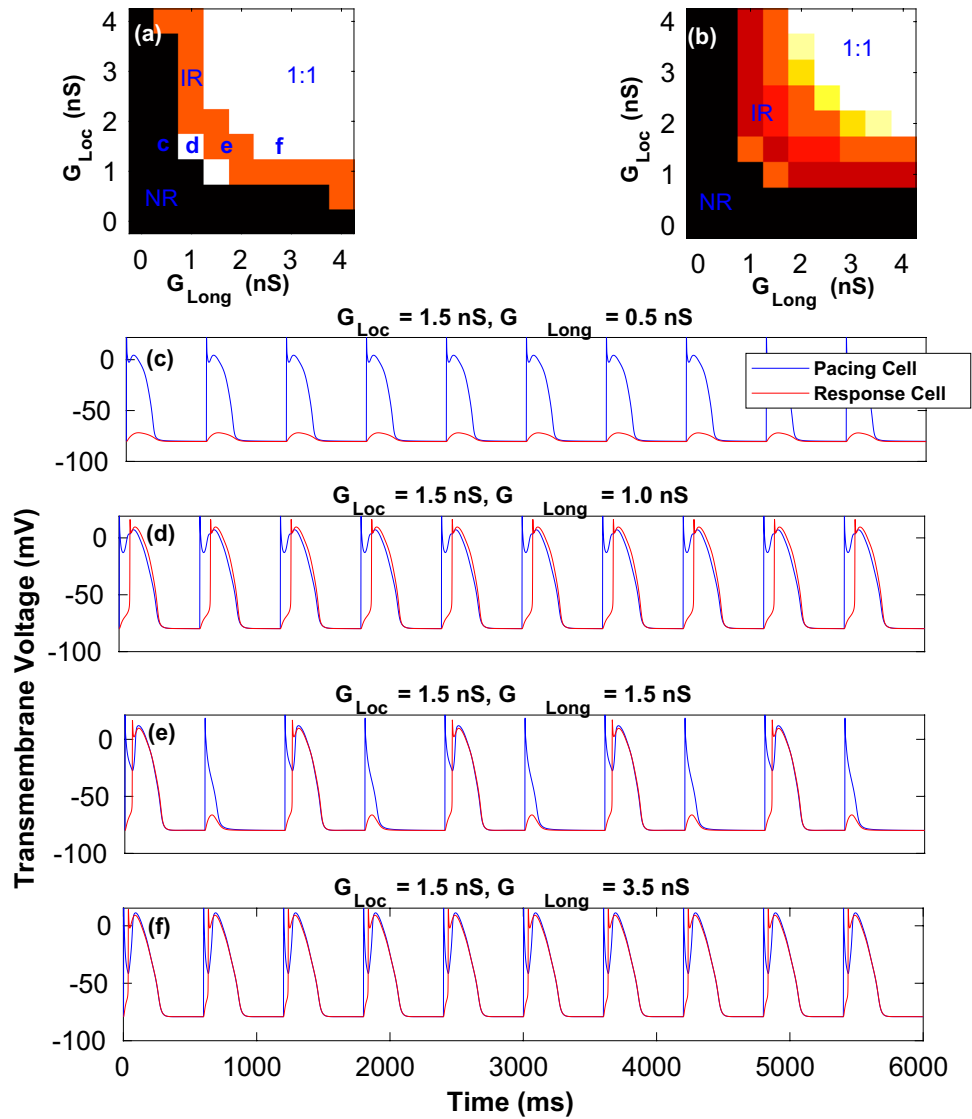 (a)
4
3
2
1
0
G_Loc (nS)
IR
1:1
c d e f
NR
0 1 2 3 4
G_Long (nS)
(b)
4
3
2
1
0
G_Loc (nS)
1:1
IR
NR
0 1 2 3 4
G_Long (nS)
G_Loc = 1.5 nS, G_Long = 0.5 nS
(c)
0
-50
-100
Pacing Cell
Response Cell
G_Loc = 1.5 nS, G_Long = 1.0 nS
(d)
0
-50
-100
G_Loc = 1.5 nS, G_Long = 1.5 nS
(e)
0
-50
-100
G_Loc = 1.5 nS, G_Long = 3.5 nS
(f)
0
-50
-100
0 1000 2000 3000 4000 5000 6000
Time (ms)
Transmembrane Voltage (mV)